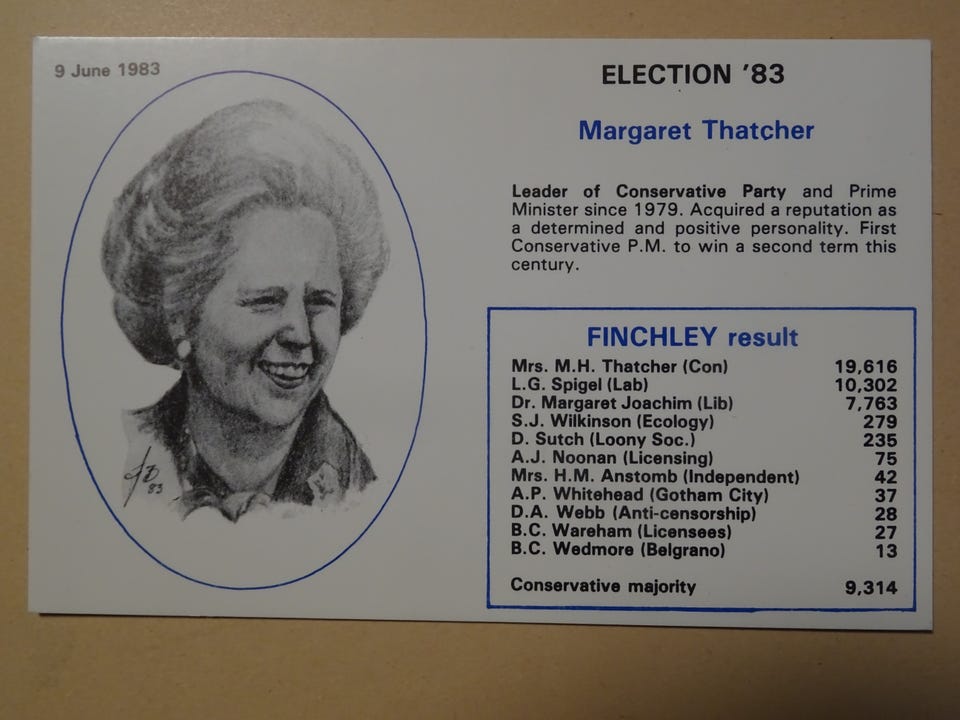 9 June 1983
ELECTION '83
Margaret Thatcher
Leader of Conservative Party and Prime
Minister since 1979. Acquired a reputation as
a determined and positive personality. First
Conservative P.M. to win a second term this
century.
FINCHLEY result
Mrs. M.H. Thatcher (Con) 19,616
L.G. Spigel (Lab) 10,302
Dr. Margaret Joachim (Lib) 7,763
S.J. Wilkinson (Ecology) 279
D. Sutch (Loony Soc.) 235
A.J. Noonan (Licensing) 75
Mrs. H.M. Anstomb (Independent) 42
A.P. Whitehead (Gotham City) 37
D.A. Webb (Anti-censorship) 28
B.C. Wareham (Licensees) 27
B.C. Wedmore (Belgrano) 13
Conservative majority 9,314
83